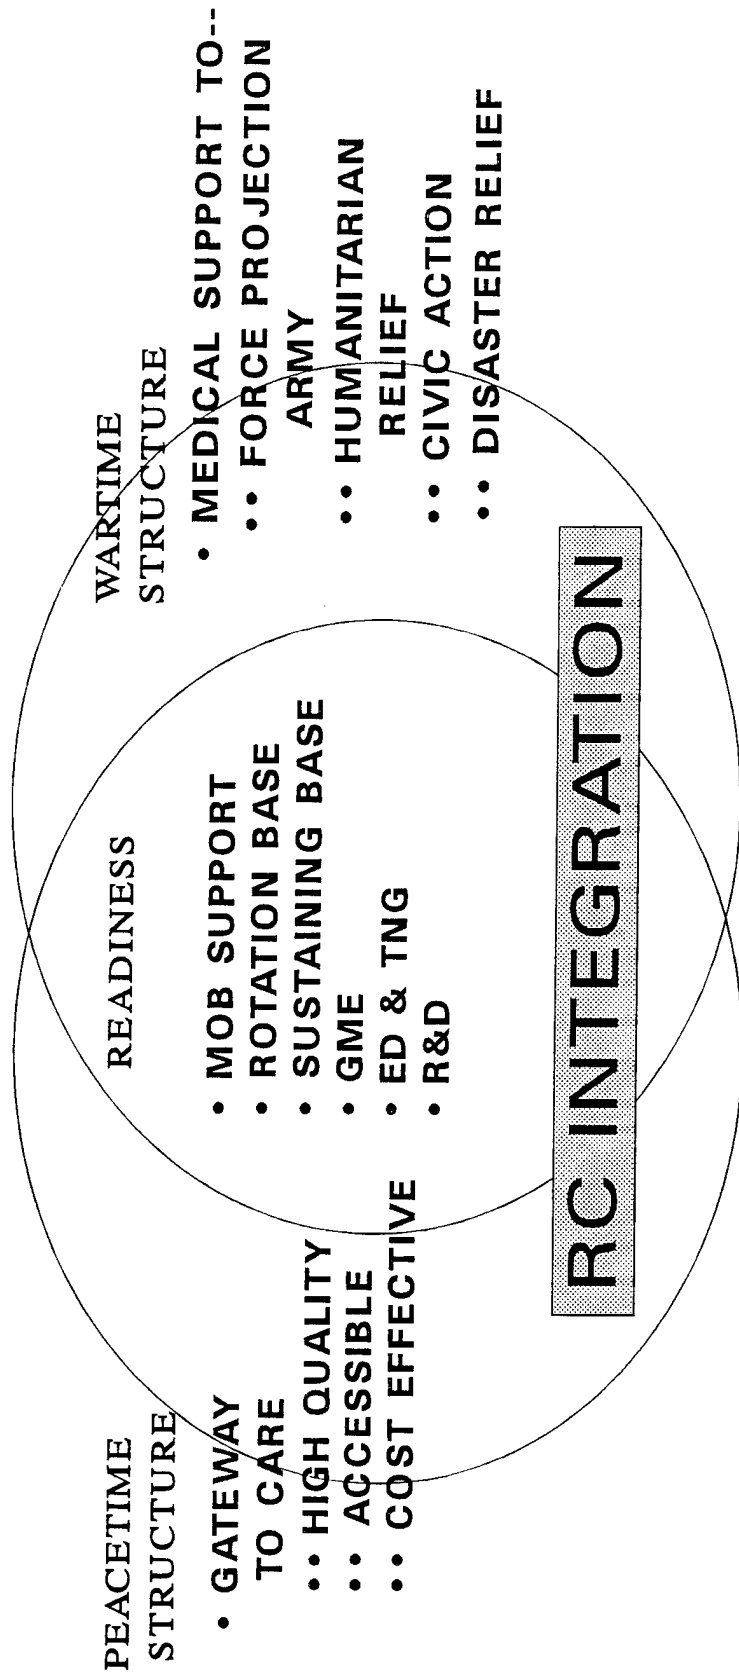 PEACETIME
STRUCTURE
• GATEWAY
TO CARE
•• HIGH QUALITY
•• ACCESSIBLE
•• COST EFFECTIVE
READINESS
• MOB SUPPORT
• ROTATION BASE
• SUSTAINING BASE
• GME
• ED & TNG
• R&D
WARTIME
STRUCTURE
• MEDICAL SUPPORT TO--
•• FORCE PROJECTION
ARMY
•• HUMANITARIAN
RELIEF
•• CIVIC ACTION
•• DISASTER RELIEF
RC INTEGRATION